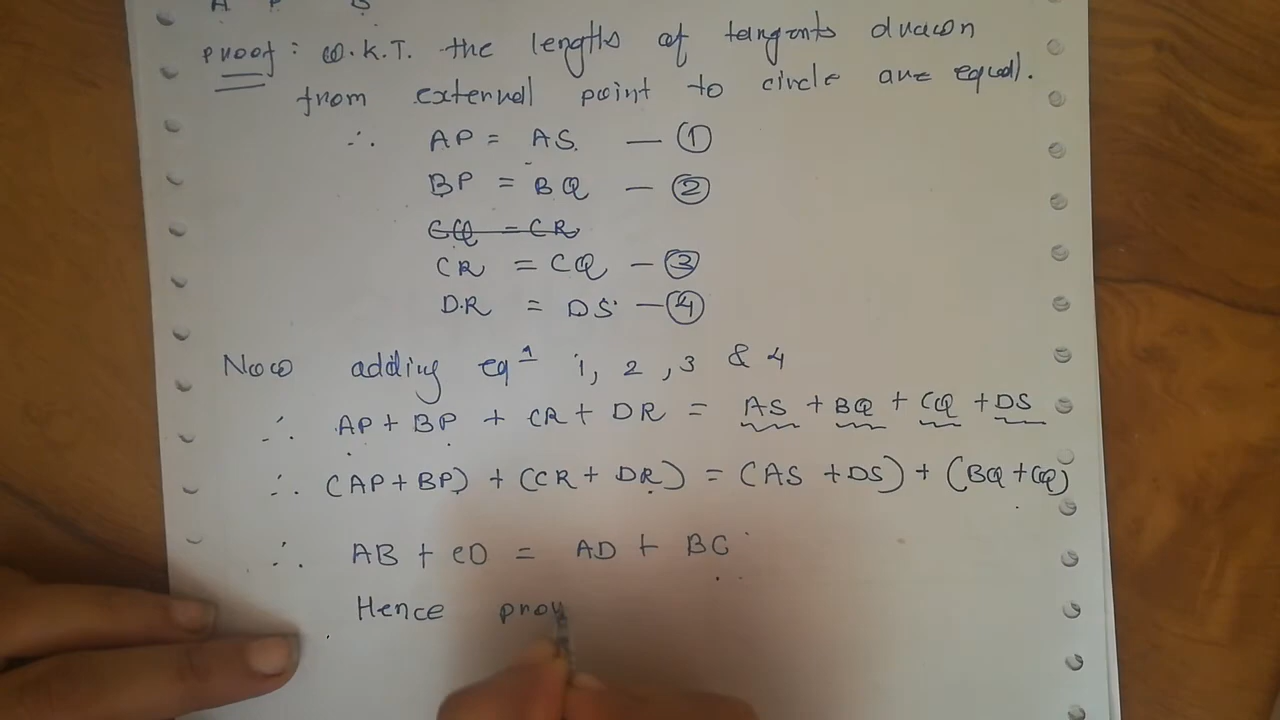 A P B
proof : W.K.T. the lengths of tangents drawn
from external point to circle are equal.
∴ AP = AS. — ①
BP = BQ — ②
CQ = CR
CR = CQ — ③
DR = DS — ④
Now adding eqⁿ 1, 2, 3 & 4
∴ AP + BP + CR + DR = AS + BQ + CQ + DS
∴ (AP + BP) + (CR + DR) = (AS + DS) + (BQ + CQ)
∴ AB + CD = AD + BC
Hence prov